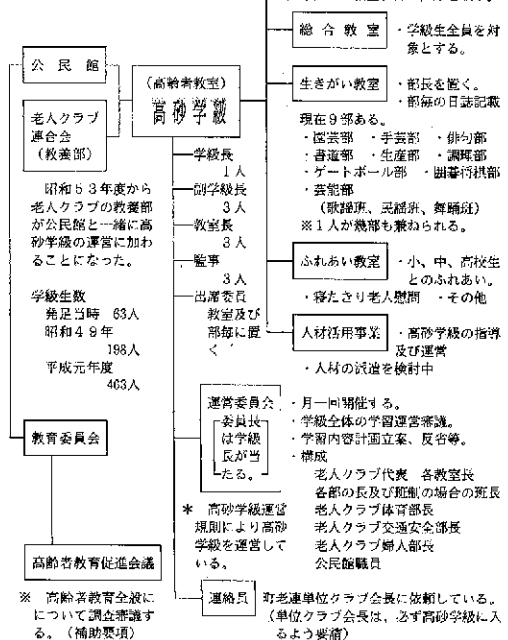 総合教室
・学級生全員を対
象とする。
公民館
(高齢者教室)
高砂学級
生きがい教室
・部長を置く。
・部毎の日誌記載
現在9部ある。
・園芸部 ・手芸部 ・俳句部
・書道部 ・生産部 ・調理部
・ゲートボール部 ・囲碁将棋部
・芸能部
(歌謡班、民謡班、舞踊班)
※1人が幾部も兼ねられる。
老人クラブ
連合会
(教養部)
学級長
1人
副学級長
3人
教室長
3人
監事
3人
出席委員
教室及び
部毎に置
く
昭和53年度から
老人クラブの教養部
が公民館と一緒に高
砂学級の運営に加わ
ることになった。
ふれあい教室
・小、中、高校生
とのふれあい。
・寝たきり老人慰問 ・その他
学級生数
発足当時 63人
昭和49年
198人
平成元年度
463人
人材活用事業
・高砂学級の指導
及び運営
・人材の派遣を検討中
運営委員会
委員長
は学級
長が当
たる。
・月一回開催する。
・学級全体の学習運営審議。
・学習内容計画立案、反省等。
・構成
老人クラブ代表 各教室長
各部の長及び班制の場合の班長
老人クラブ体育部長
老人クラブ交通安全部長
老人クラブ婦人部長
公民館職員
教育委員会
* 高砂学級運営
規則により高砂
学級を運営して
いる。
高齢者教育促進会議
※ 高齢者教育全般に
について調査審議す
る。(補助要項)
連絡員
町老連単位クラブ会長に依頼している。
(単位クラブ会長は、必ず高砂学級に入
るよう要請)